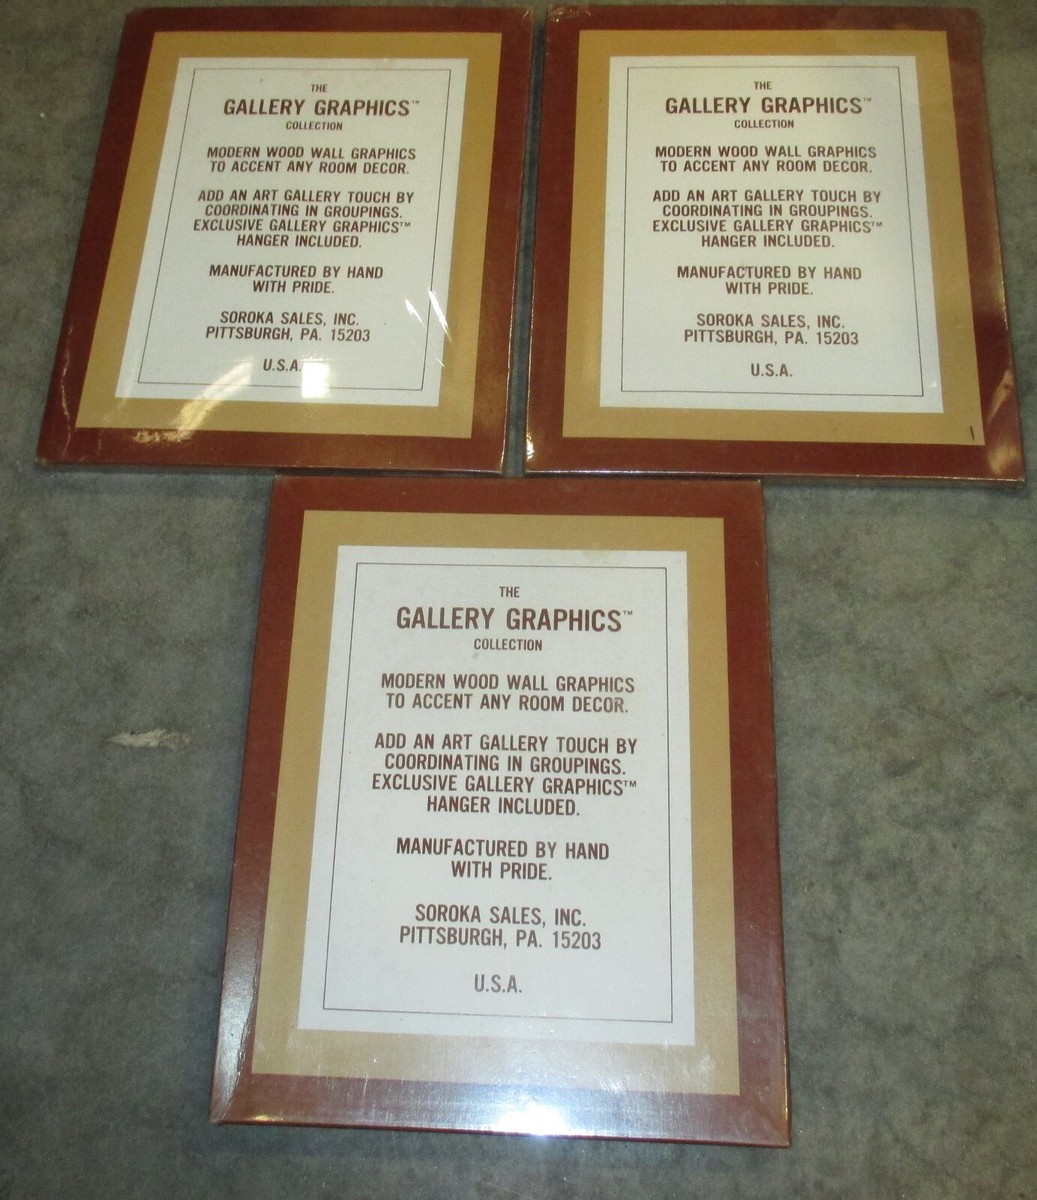 THE
GALLERY GRAPHICS™
COLLECTION
MODERN WOOD WALL GRAPHICS
TO ACCENT ANY ROOM DECOR.
ADD AN ART GALLERY TOUCH BY
COORDINATING IN GROUPINGS.
EXCLUSIVE GALLERY GRAPHICS™
HANGER INCLUDED.
MANUFACTURED BY HAND
WITH PRIDE.
SOROKA SALES, INC.
PITTSBURGH, PA. 15203
U.S.A.
THE
GALLERY GRAPHICS™
COLLECTION
MODERN WOOD WALL GRAPHICS
TO ACCENT ANY ROOM DECOR.
ADD AN ART GALLERY TOUCH BY
COORDINATING IN GROUPINGS.
EXCLUSIVE GALLERY GRAPHICS™
HANGER INCLUDED.
MANUFACTURED BY HAND
WITH PRIDE.
SOROKA SALES, INC.
PITTSBURGH, PA. 15203
U.S.A.
THE
GALLERY GRAPHICS™
COLLECTION
MODERN WOOD WALL GRAPHICS
TO ACCENT ANY ROOM DECOR.
ADD AN ART GALLERY TOUCH BY
COORDINATING IN GROUPINGS.
EXCLUSIVE GALLERY GRAPHICS™
HANGER INCLUDED.
MANUFACTURED BY HAND
WITH PRIDE.
SOROKA SALES, INC.
PITTSBURGH, PA. 15203
U.S.A.